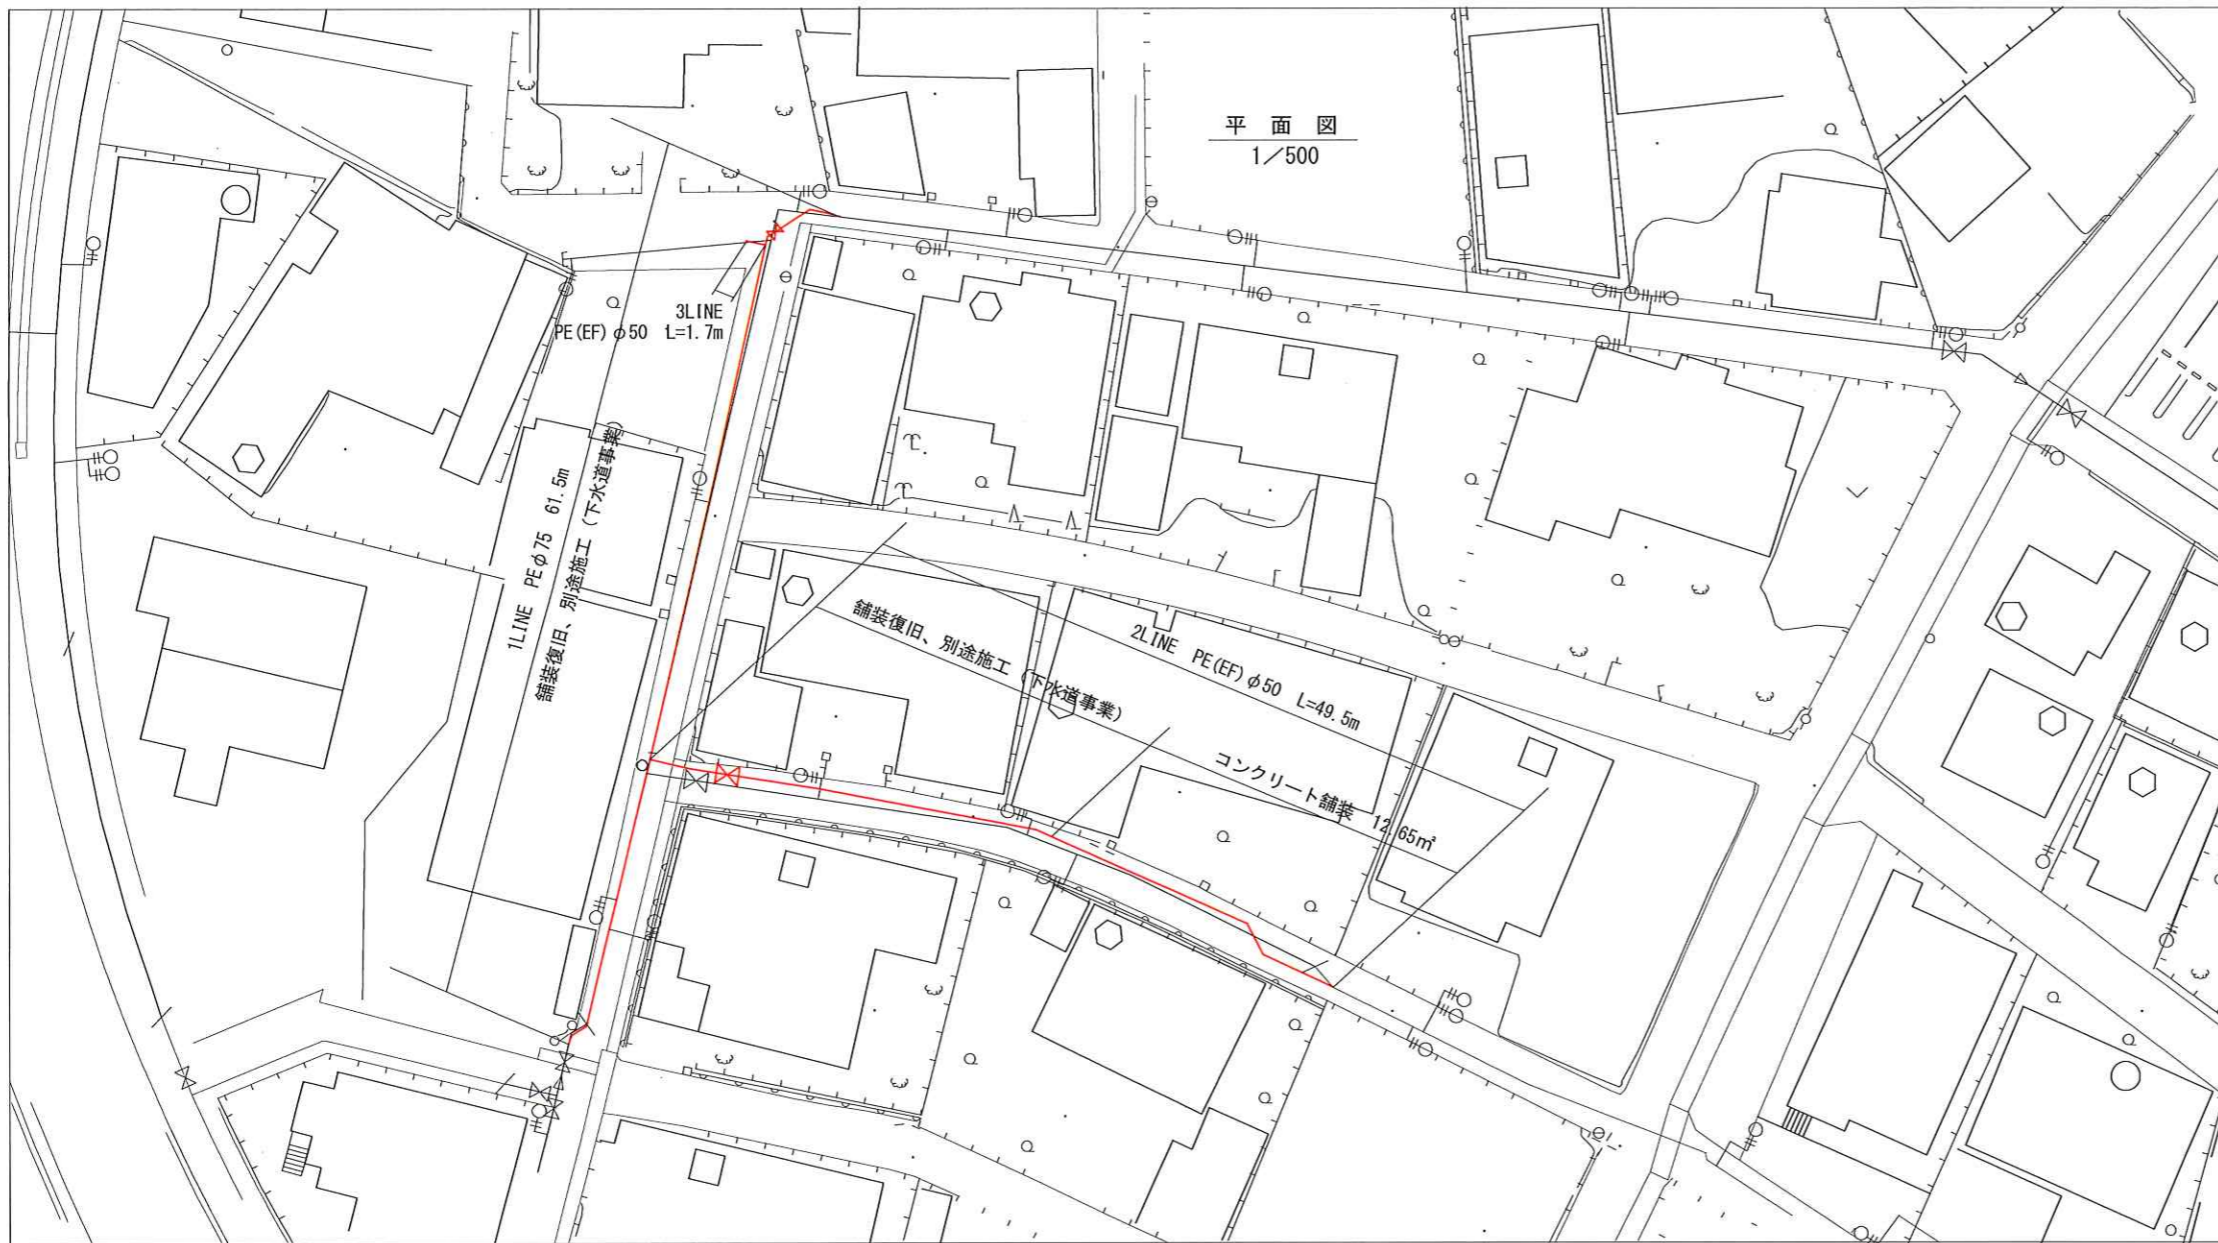 平 面 図
1／500
3LINE
PE(EF)φ50 L=1.7m
1LINE PEφ75 61.5m
舗装復旧、別途施工（下水道事業）
舗装復旧、別途施工（下水道事業）
2LINE PE(EF)φ50 L=49.5m
コンクリート舗装 12.65㎡